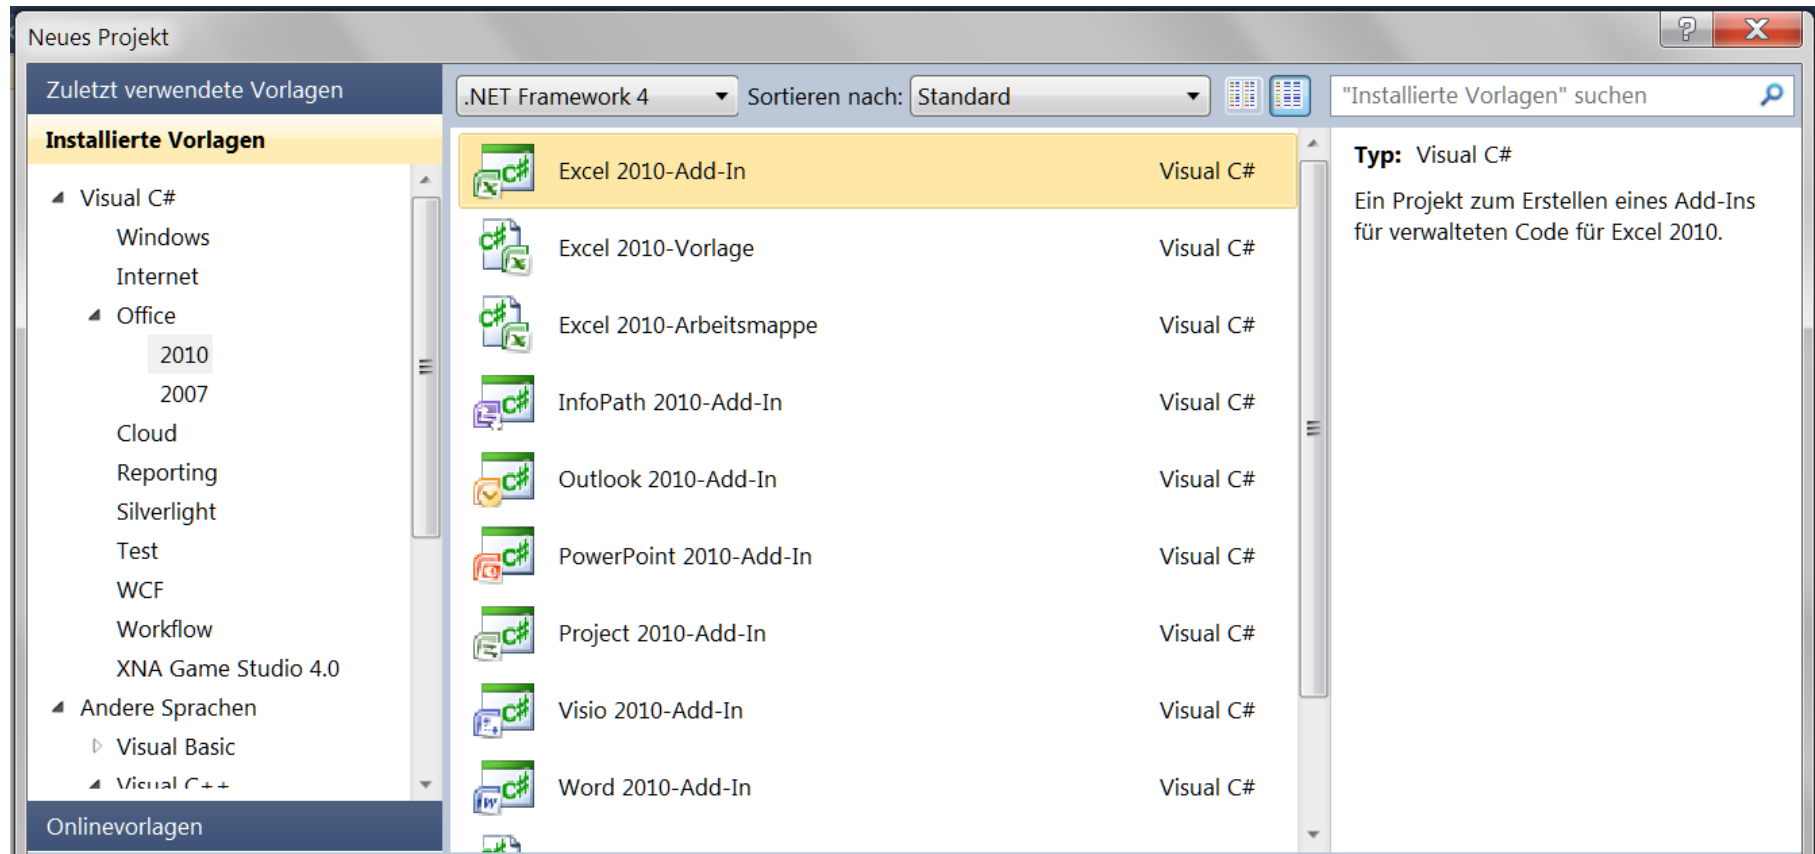 Neues Projekt
Zuletzt verwendete Vorlagen
Installierte Vorlagen
Visual C#
Windows
Internet
Office
2010
2007
Cloud
Reporting
Silverlight
Test
WCF
Workflow
XNA Game Studio 4.0
Andere Sprachen
Visual Basic
Visual C++
Onlinevorlagen
.NET Framework 4 Sortieren nach: Standard
Excel 2010-Add-In Visual C#
Excel 2010-Vorlage Visual C#
Excel 2010-Arbeitsmappe Visual C#
InfoPath 2010-Add-In Visual C#
Outlook 2010-Add-In Visual C#
PowerPoint 2010-Add-In Visual C#
Project 2010-Add-In Visual C#
Visio 2010-Add-In Visual C#
Word 2010-Add-In Visual C#
"Installierte Vorlagen" suchen
Typ: Visual C#
Ein Projekt zum Erstellen eines Add-Ins
für verwalteten Code für Excel 2010.